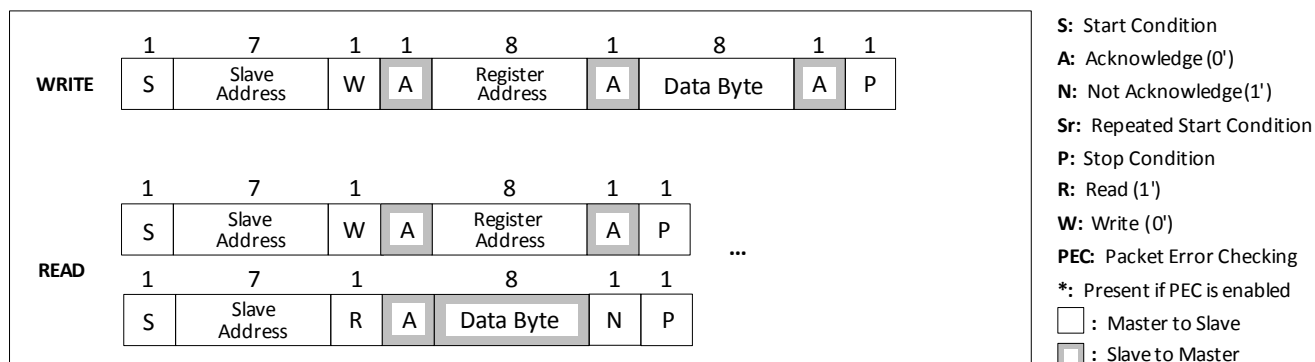 1 7 1 1 8 1 8 1 1
WRITE S Slave Address W A Register Address A Data Byte A P
1 7 1 8 1 1
S Slave Address W A Register Address A P
...
READ
1 7 1 8 1 1
S Slave Address R A Data Byte N P
S: Start Condition
A: Acknowledge (0')
N: Not Acknowledge(1')
Sr: Repeated Start Condition
P: Stop Condition
R: Read (1')
W: Write (0')
PEC: Packet Error Checking
*: Present if PEC is enabled
: Master to Slave
: Slave to Master